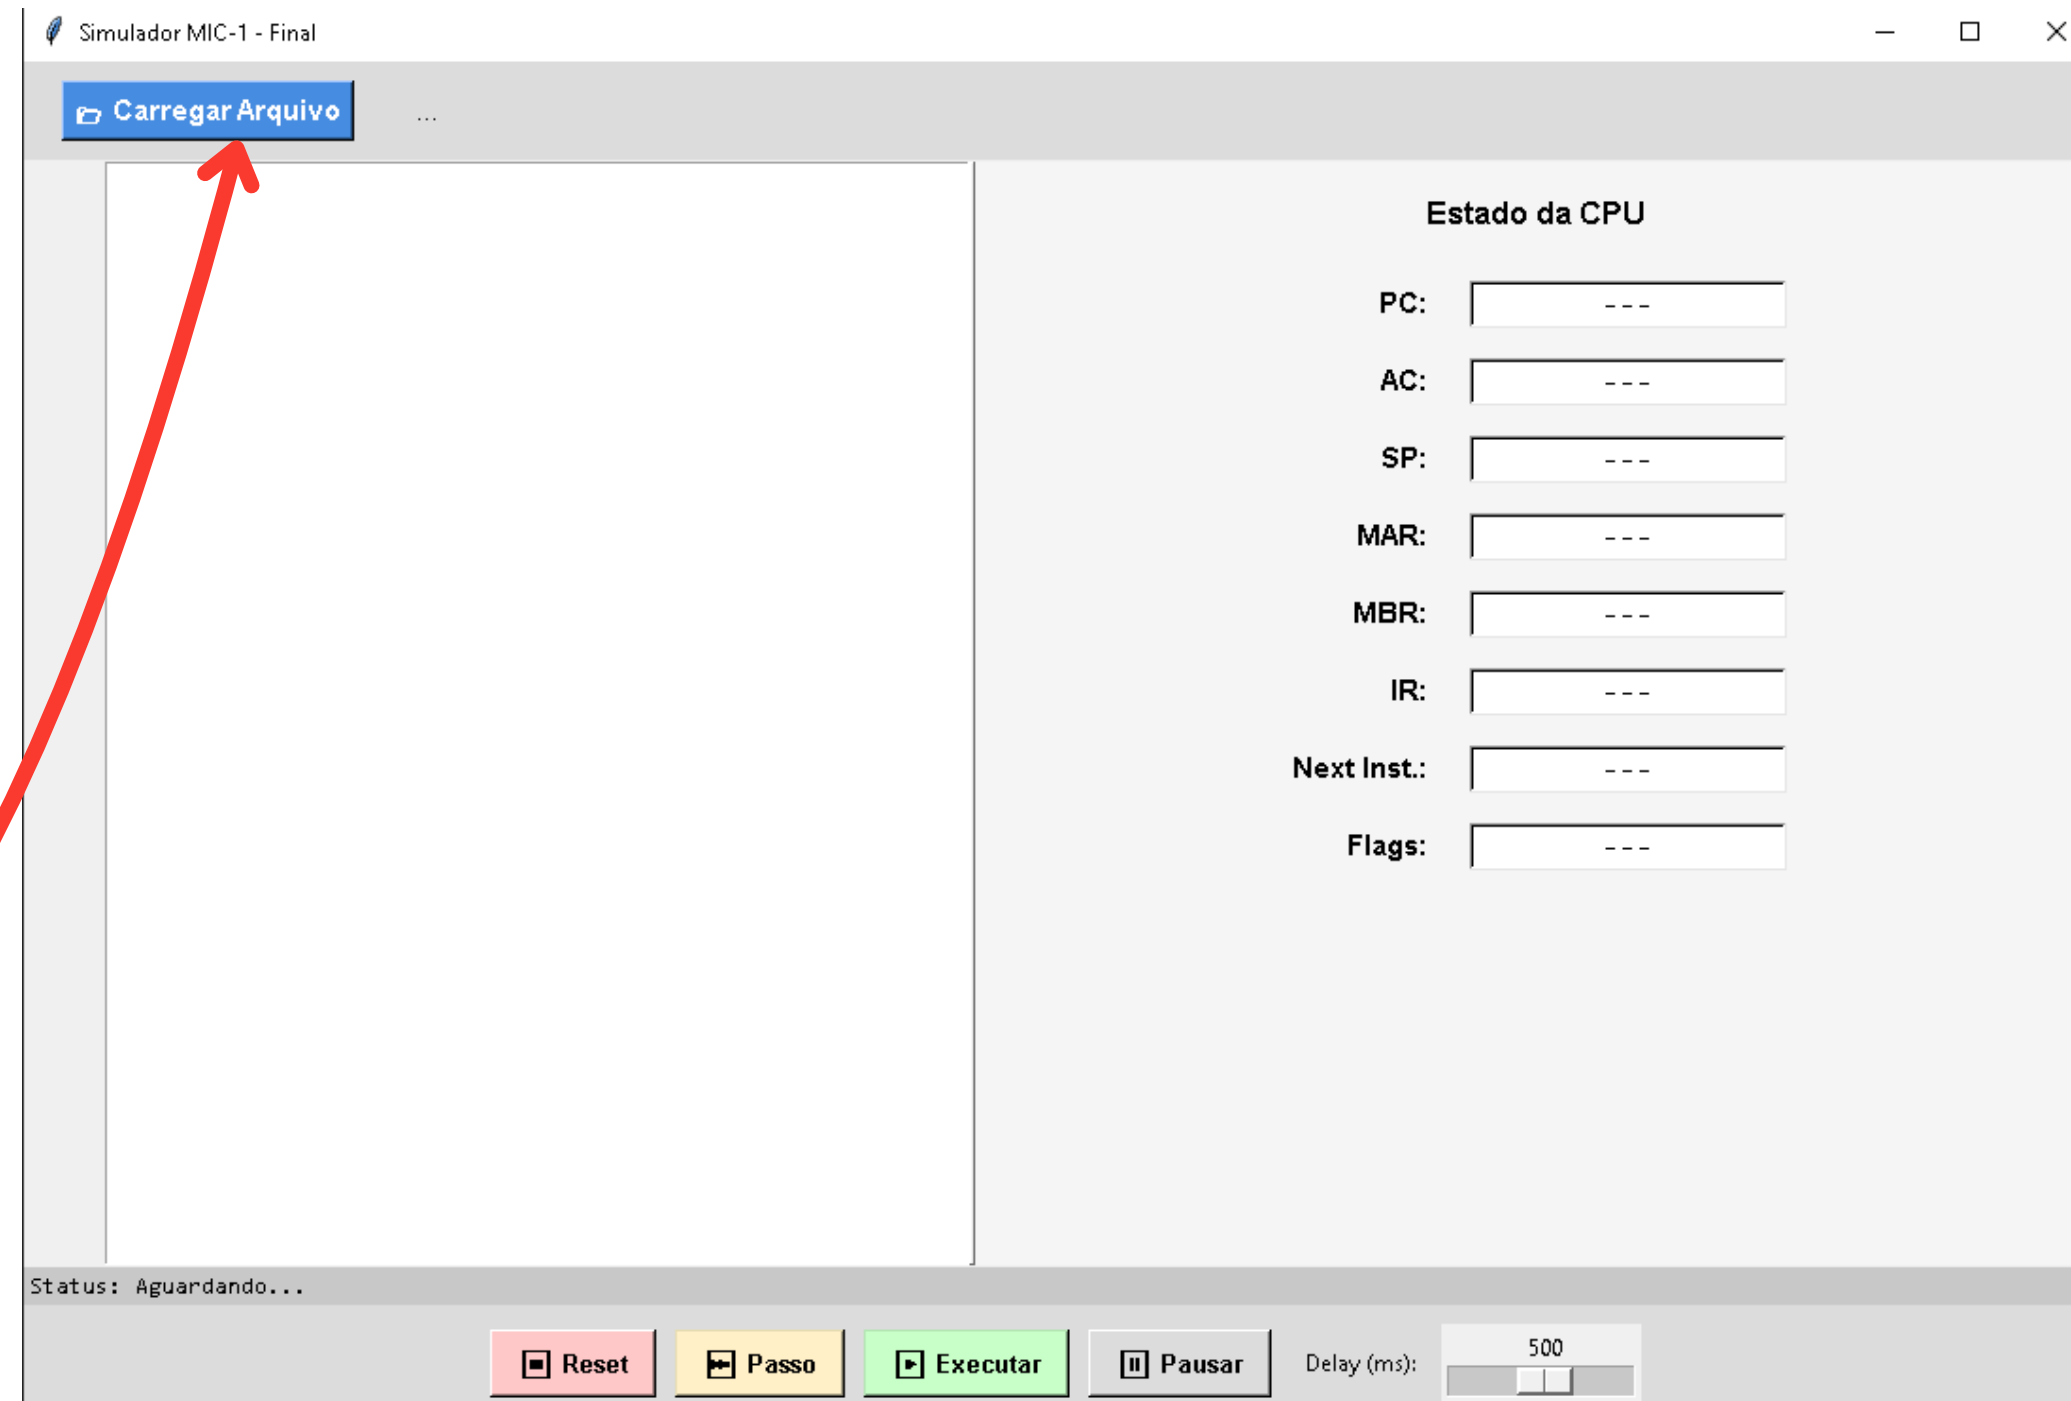 Simulador MIC-1 - Final
Carregar Arquivo ...
Estado da CPU
PC: ---
AC: ---
SP: ---
MAR: ---
MBR: ---
IR: ---
Next Inst.: ---
Flags: ---
Status: Aguardando...
Reset Passo Executar Pausar Delay (ms): 500